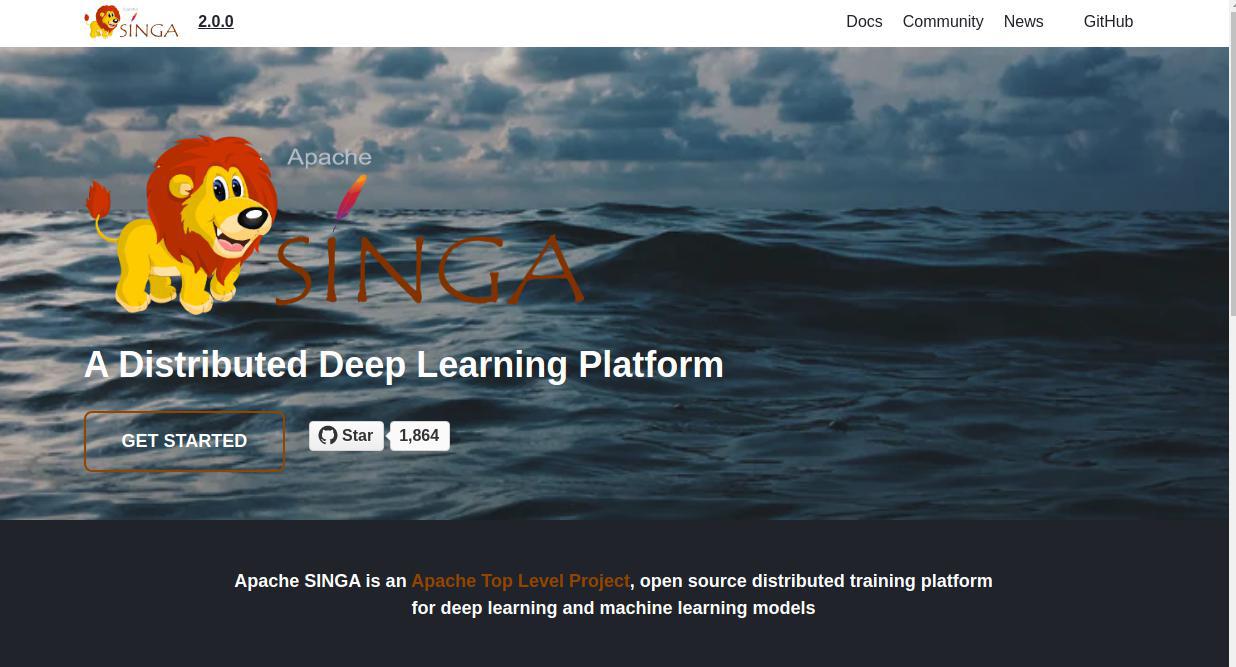 SINGA
2.0.0
Docs
Community
News
GitHub
Apache
SINGA
A Distributed Deep Learning Platform
GET STARTED
Star
1,864
Apache SINGA is an Apache Top Level Project, open source distributed training platform
for deep learning and machine learning models